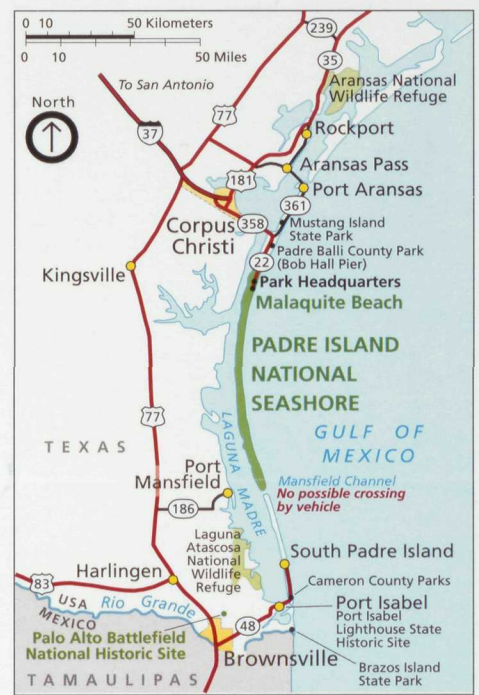 0 10 50 Kilometers
0 10 50 Miles
North
To San Antonio
37
77
239
35
Aransas National
Wildlife Refuge
Rockport
Aransas Pass
181
Port Aransas
361
Corpus
Christi
358
Mustang Island
State Park
Padre Balli County Park
(Bob Hall Pier)
22
Kingsville
Park Headquarters
Malaquite Beach
PADRE ISLAND
NATIONAL
SEASHORE
GULF OF
MEXICO
77
TEXAS
LAGUNA MADRE
Port
Mansfield
186
Mansfield Channel
No possible crossing
by vehicle
Laguna
Atascosa
National
Wildlife
Refuge
South Padre Island
Harlingen
83
Cameron County Parks
USA
MEXICO
Rio Grande
Port Isabel
Port Isabel
Lighthouse State
Historic Site
48
Palo Alto Battlefield
National Historic Site
Brownsville
Brazos Island
State Park
TAMAULIPAS